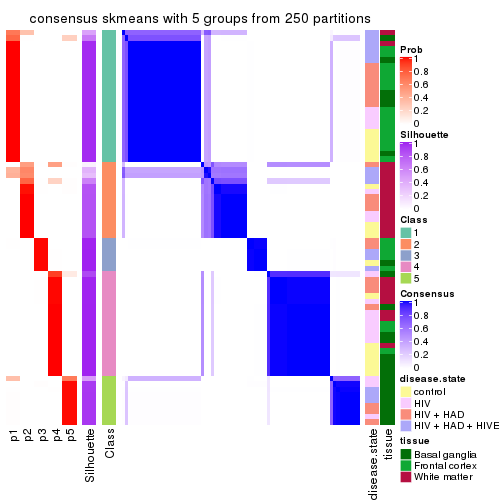 consensus skmeans with 5 groups from 250 partitions
Prob
1
0.8
0.6
0.4
0.2
0
Silhouette
1
0.8
0.6
0.4
0.2
0
Class
1
2
3
4
5
Consensus
1
0.8
0.6
0.4
0.2
0
disease.state
control
HIV
HIV + HAD
HIV + HAD + HIVE
tissue
Basal ganglia
Frontal cortex
White matter
p1
p2
p3
p4
p5
Silhouette
Class
disease.state
tissue